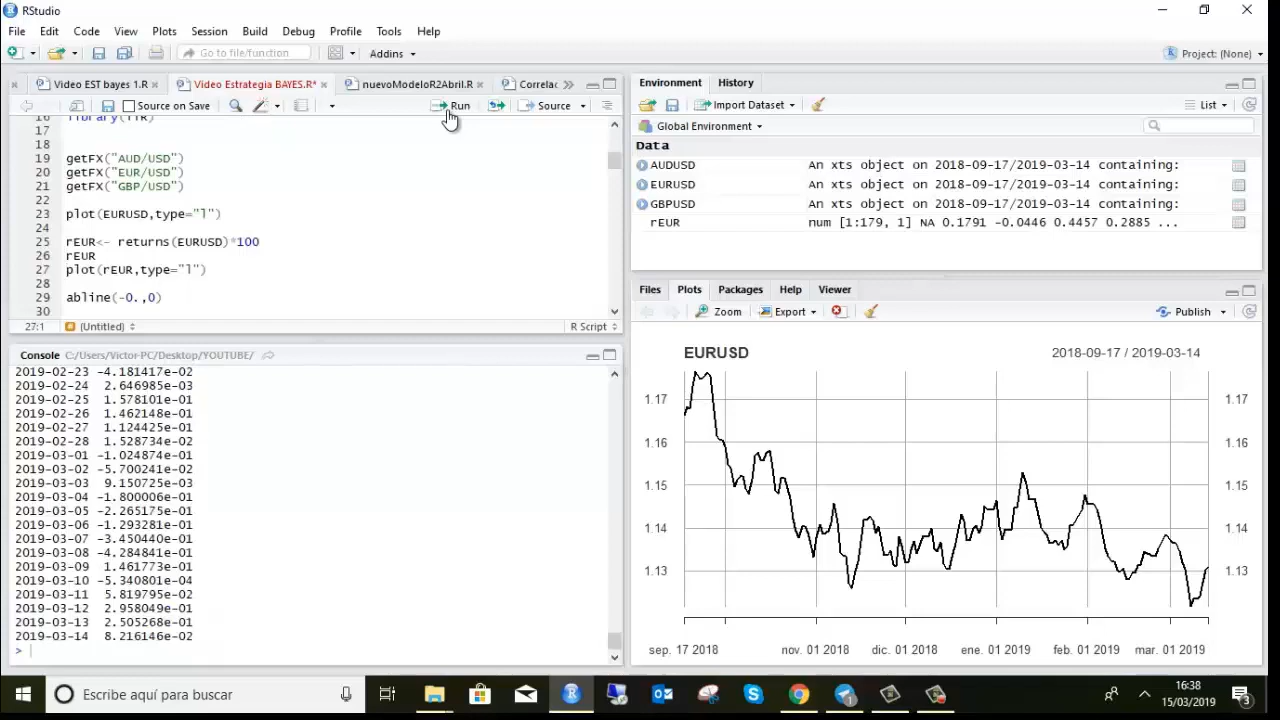 RStudio
File Edit Code View Plots Session Build Debug Profile Tools Help
Go to file/function Addins Project: (None)
Video EST bayes 1.R Video Estrategia BAYES.R* nuevoModeloR2Abril.R Correlac
Source on Save Run Source
16 library(TTR)
17
18
19 getFX("AUD/USD")
20 getFX("EUR/USD")
21 getFX("GBP/USD")
22
23 plot(EURUSD,type="l")
24
25 rEUR<- returns(EURUSD)*100
26 rEUR
27 plot(rEUR,type="l")
28
29 abline(-0.,0)
30
27:1 (Untitled) R Script
Console C:/Users/Victor-PC/Desktop/YOUTUBE/
2019-02-23 -4.181417e-02
2019-02-24 2.646985e-03
2019-02-25 1.578101e-01
2019-02-26 1.462148e-01
2019-02-27 1.124425e-01
2019-02-28 1.528734e-02
2019-03-01 -1.024874e-01
2019-03-02 -5.700241e-02
2019-03-03 9.150725e-03
2019-03-04 -1.800006e-01
2019-03-05 -2.265175e-01
2019-03-06 -1.293281e-01
2019-03-07 -3.450440e-01
2019-03-08 -4.284841e-01
2019-03-09 1.461773e-01
2019-03-10 -5.340801e-04
2019-03-11 5.819795e-02
2019-03-12 2.958049e-01
2019-03-13 2.505268e-01
2019-03-14 8.216146e-02
>
Environment History
Import Dataset List
Global Environment
Data
AUDUSD An xts object on 2018-09-17/2019-03-14 containing:
EURUSD An xts object on 2018-09-17/2019-03-14 containing:
GBPUSD An xts object on 2018-09-17/2019-03-14 containing:
rEUR num [1:179, 1] NA 0.1791 -0.0446 0.4457 0.2885 ...
Files Plots Packages Help Viewer
Zoom Export Publish
EURUSD 2018-09-17 / 2019-03-14
1.17 1.17
1.16 1.16
1.15 1.15
1.14 1.14
1.13 1.13
sep. 17 2018 nov. 01 2018 dic. 01 2018 ene. 01 2019 feb. 01 2019 mar. 01 2019
Escribe aquí para buscar
16:38
15/03/2019
3